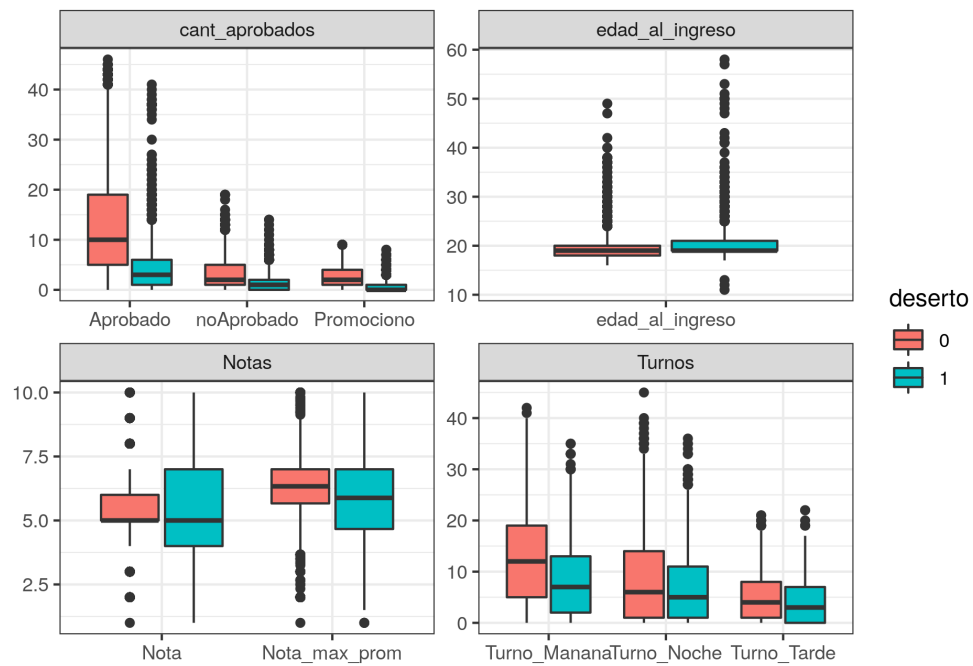 cant_aprobados
edad_al_ingreso
40
30
20
10
0
60
50
40
30
20
10
Aprobado noAprobado Promociono
edad_al_ingreso
deserto
0
1
Notas
Turnos
10.0
7.5
5.0
2.5
40
30
20
10
0
Nota Nota_max_prom
Turno_Manana Turno_Noche Turno_Tarde